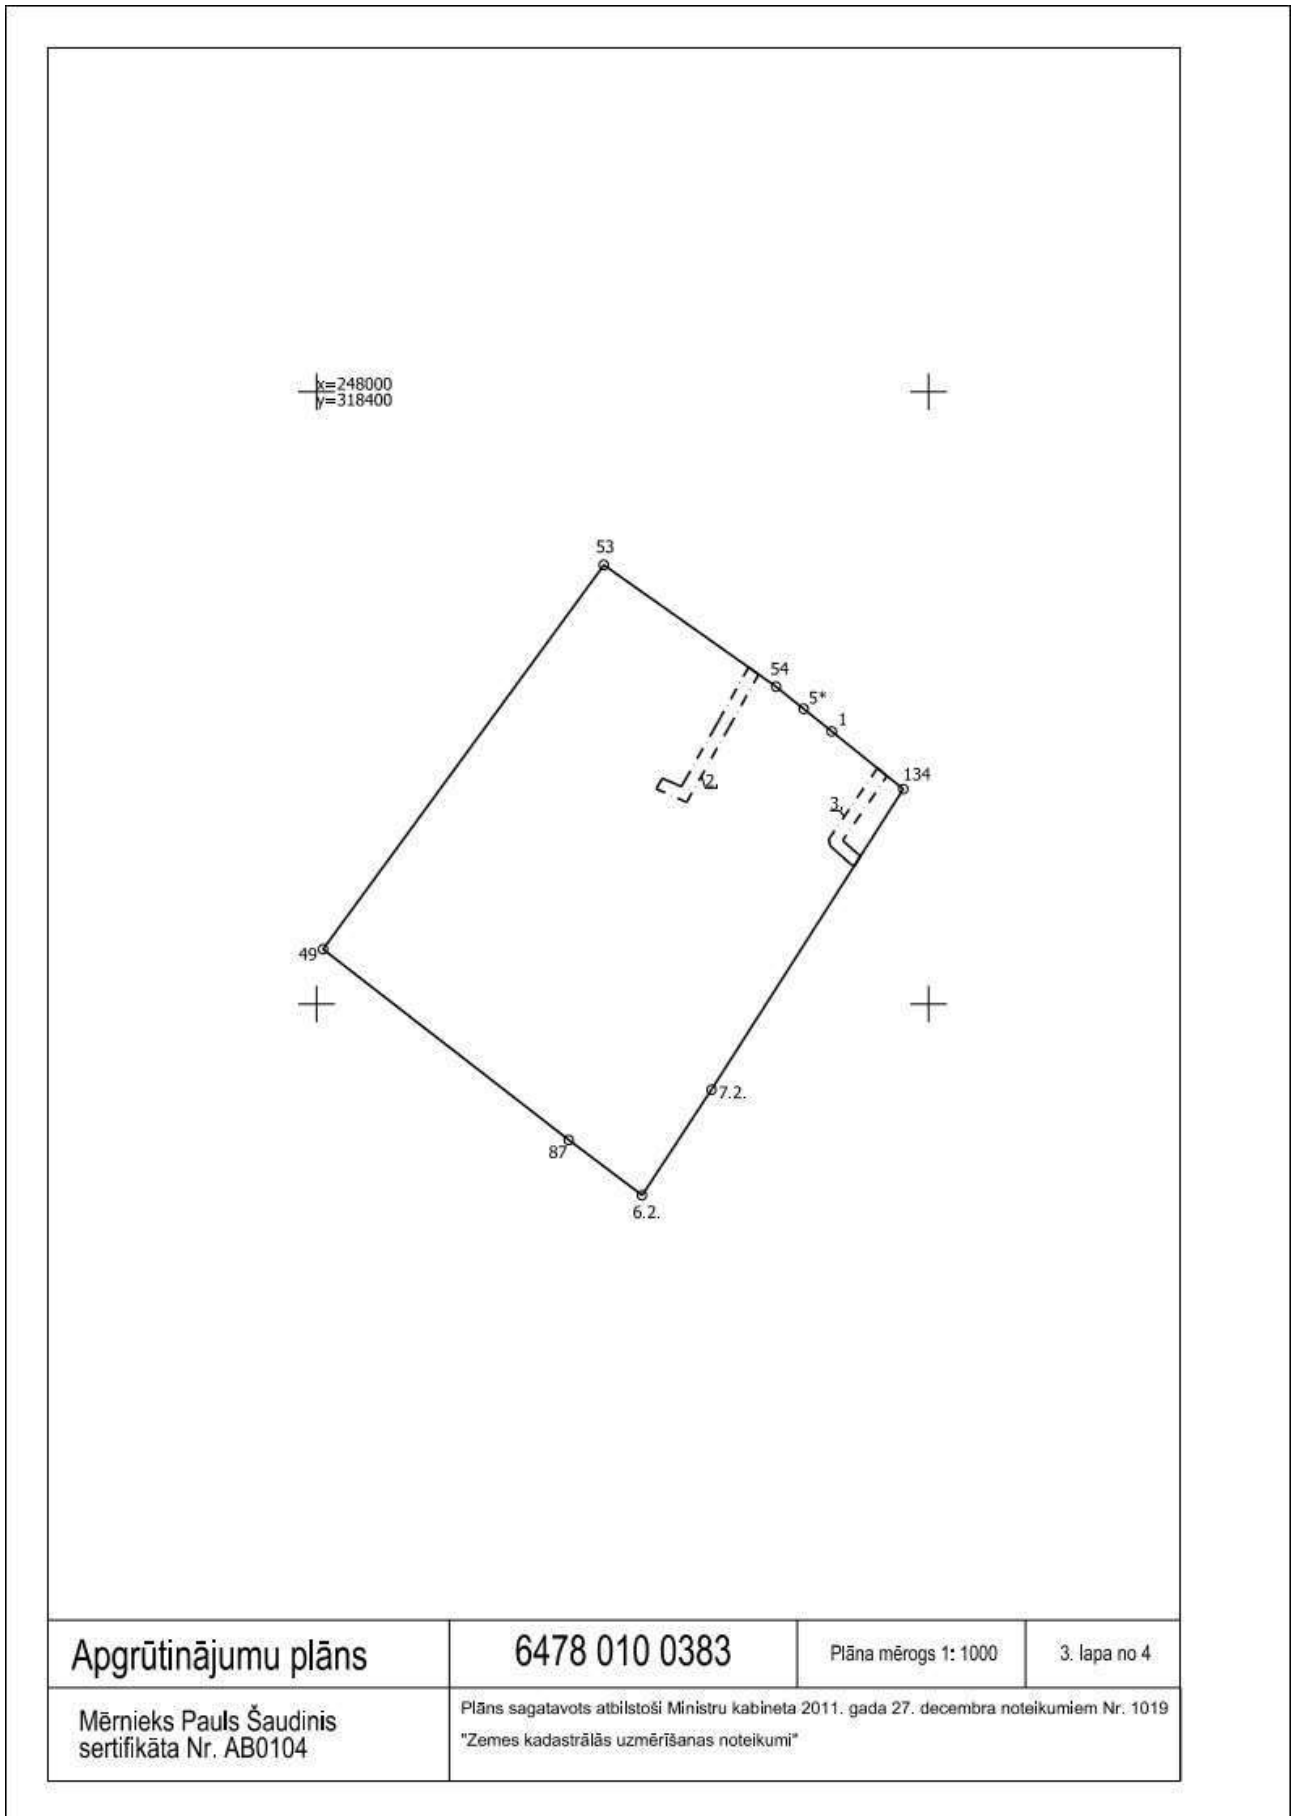 x=248000
y=318400
53
54
5*
1
134
2
3
49
7.2.
87
6.2.
Apgrūtinājumu plāns
6478 010 0383
Plāna mērogs 1: 1000
3. lapa no 4
Mērnieks Pauls Šaudinis
sertifikāta Nr. AB0104
Plāns sagatavots atbilstoši Ministru kabineta 2011. gada 27. decembra noteikumiem Nr. 1019
"Zemes kadastrālās uzmērīšanas noteikumi"